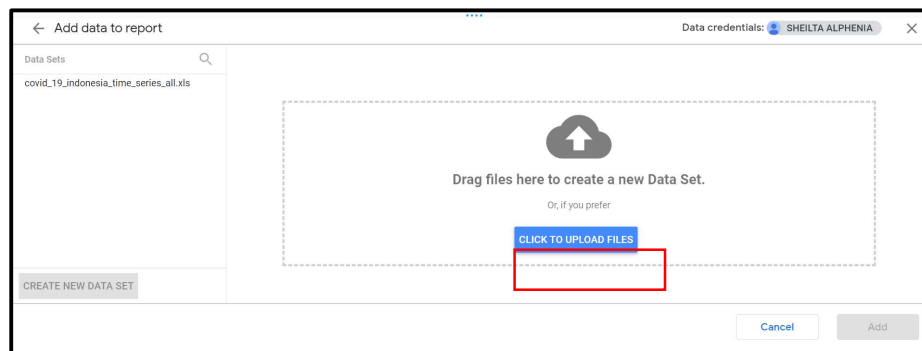 ← Add data to report
Data credentials: SHEILTA ALPHENIA
Data Sets
covid_19_indonesia_time_series_all.xls
Drag files here to create a new Data Set.
Or, if you prefer
CLICK TO UPLOAD FILES
CREATE NEW DATA SET
Cancel
Add